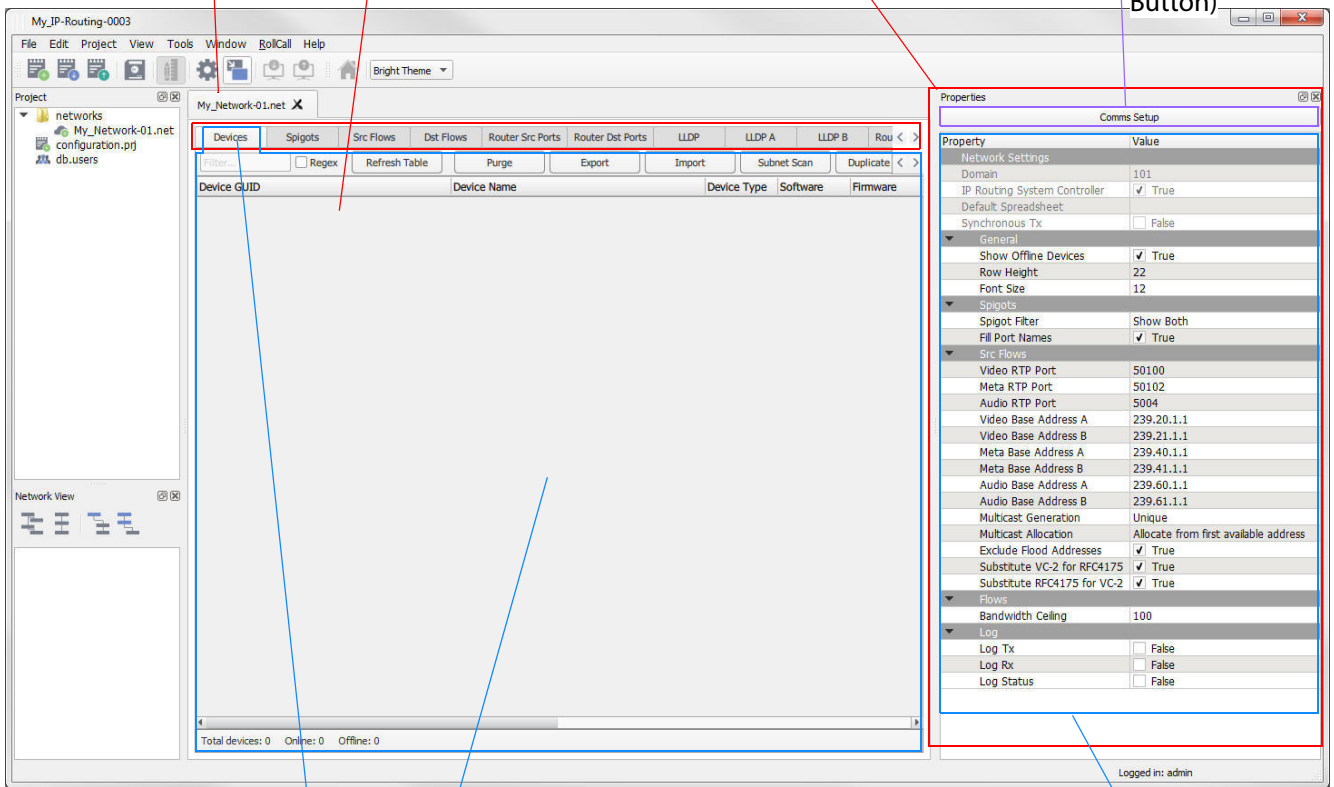 Button)
My_IP-Routing-0003
File Edit Project View Tools Window RollCall Help
Bright Theme
Project
networks
My_Network-01.net
configuration.prj
db.users
Network View
My_Network-01.net X
Devices Spigots Src Flows Dst Flows Router Src Ports Router Dst Ports LLDP LLDP A LLDP B Rou < >
Filter... Regex Refresh Table Purge Export Import Subnet Scan Duplicate < >
Device GUID Device Name Device Type Software Firmware
Total devices: 0 Online: 0 Offline: 0
Properties
Comms Setup
Property Value
Network Settings
Domain 101
IP Routing System Controller True
Default Spreadsheet
Synchronous Tx False
General
Show Offline Devices True
Row Height 22
Font Size 12
Spigots
Spigot Filter Show Both
Fill Port Names True
Src Flows
Video RTP Port 50100
Meta RTP Port 50102
Audio RTP Port 5004
Video Base Address A 239.20.1.1
Video Base Address B 239.21.1.1
Meta Base Address A 239.40.1.1
Meta Base Address B 239.41.1.1
Audio Base Address A 239.60.1.1
Audio Base Address B 239.61.1.1
Multicast Generation Unique
Multicast Allocation Allocate from first available address
Exclude Flood Addresses True
Substitute VC-2 for RFC4175 True
Substitute RFC4175 for VC-2 True
Flows
Bandwidth Ceiling 100
Log
Log Tx False
Log Rx False
Log Status False
Logged in: admin